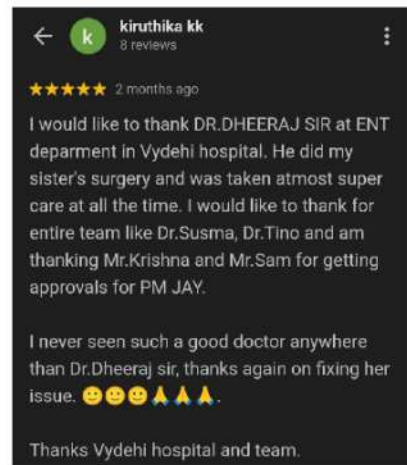 kiruthika kk
k
8 reviews
2 months ago
I would like to thank DR.DHEERAJ SIR at ENT
deparment in Vydehi hospital. He did my
sister's surgery and was taken atmost super
care at all the time. I would like to thank for
entire team like Dr.Susma, Dr.Tino and am
thanking Mr.Krishna and Mr.Sam for getting
approvals for PM JAY.
I never seen such a good doctor anywhere
than Dr.Dheeraj sir, thanks again on fixing her
issue. 🙂🙂🙂🙏🙏🙏.
Thanks Vydehi hospital and team.